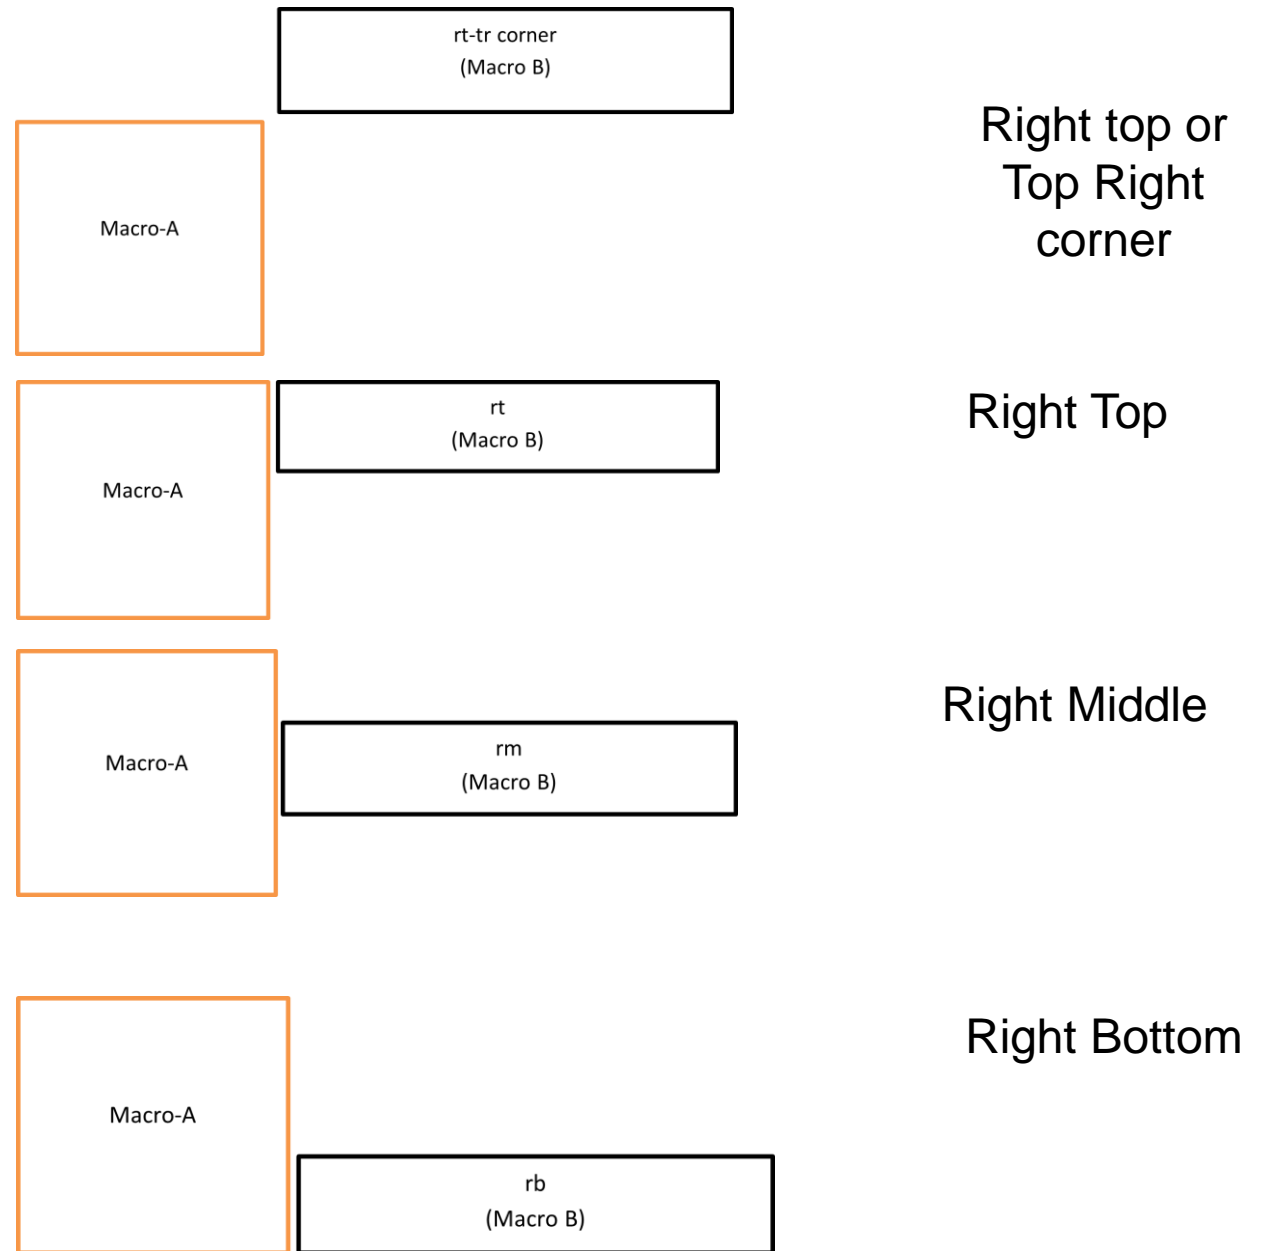 rt-tr corner
(Macro B)
Macro-A
Right top or
Top Right
corner
rt
(Macro B)
Macro-A
Right Top
rm
(Macro B)
Macro-A
Right Middle
Macro-A
rb
(Macro B)
Right Bottom